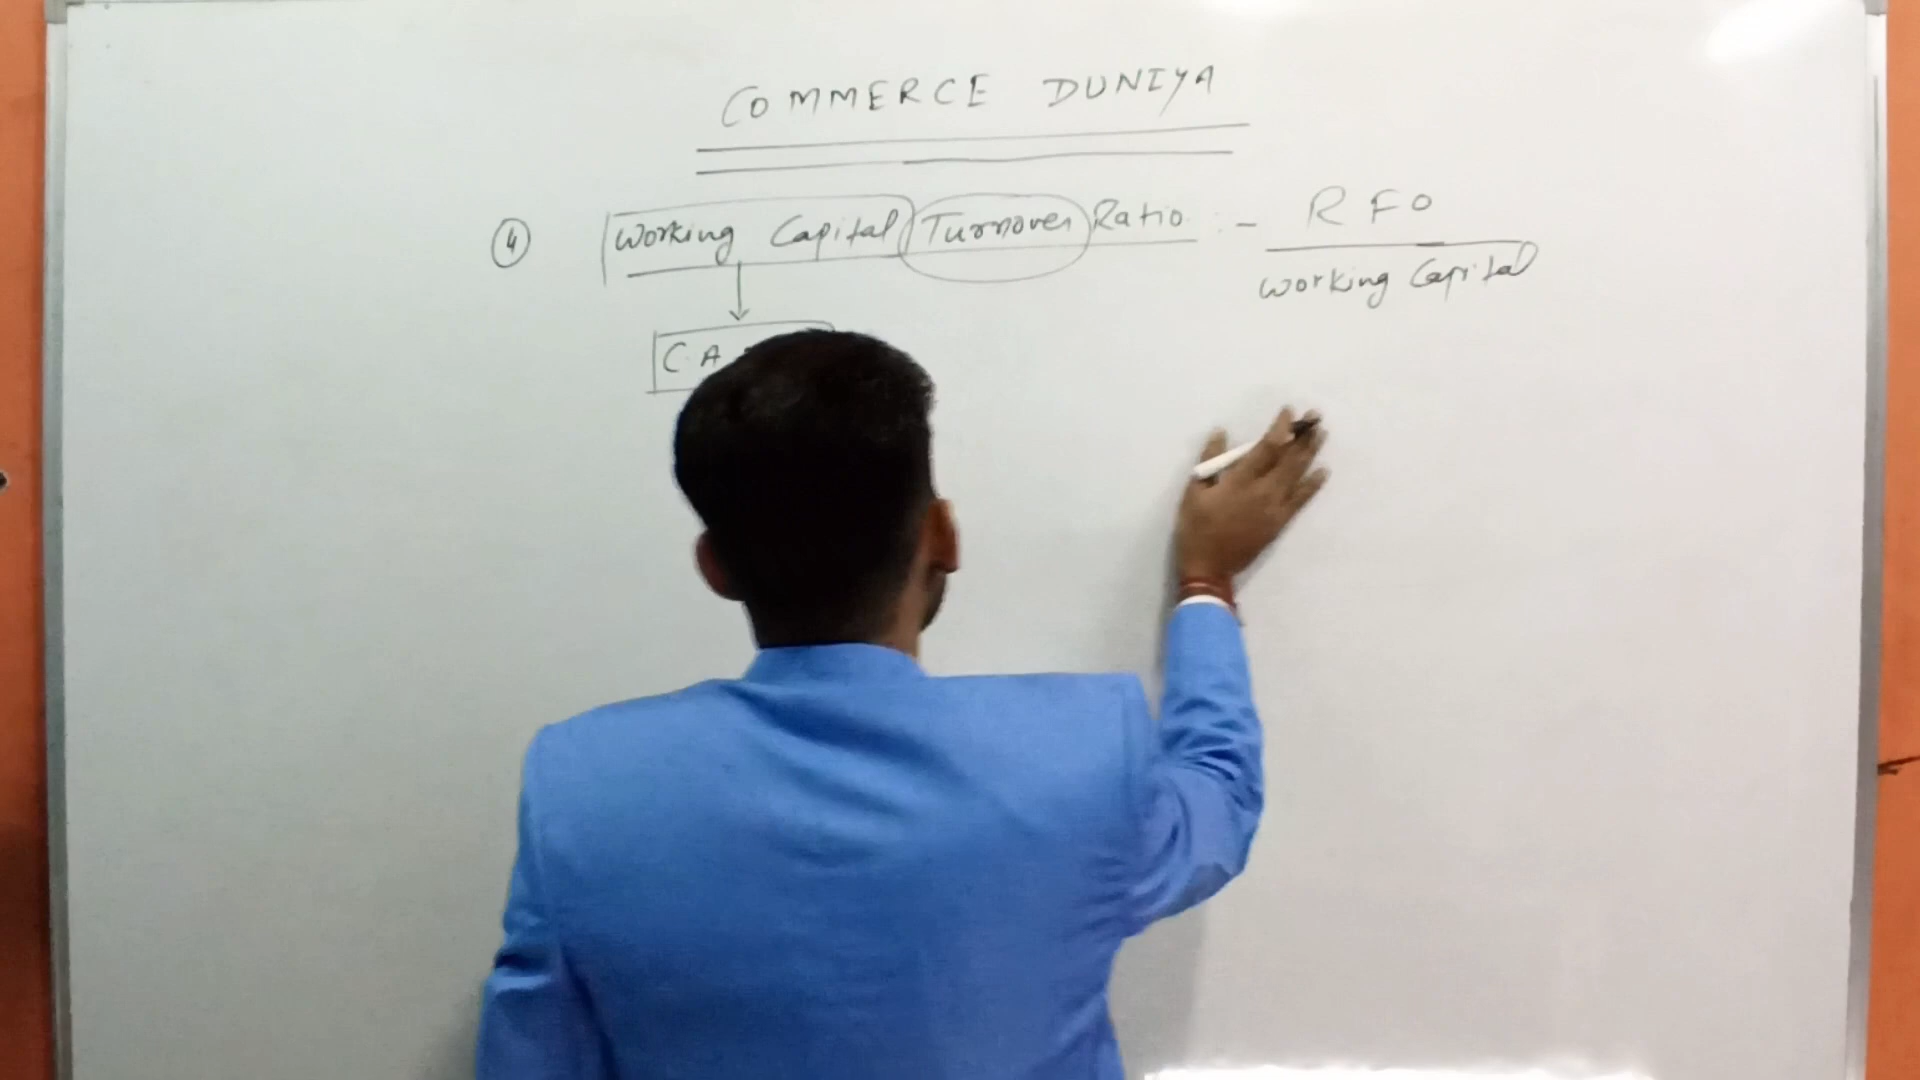 COMMERCE DUNIYA
4 Working Capital Turnover Ratio :- RFO
Working Capital
CA